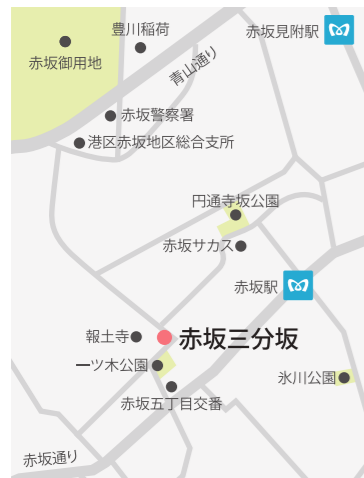 豊川稲荷
赤坂見附駅
赤坂御用地
青山通り
赤坂警察署
港区赤坂地区総合支所
円通寺坂公園
赤坂サカス
赤坂駅
報土寺
赤坂三分坂
一ツ木公園
氷川公園
赤坂五丁目交番
赤坂通り